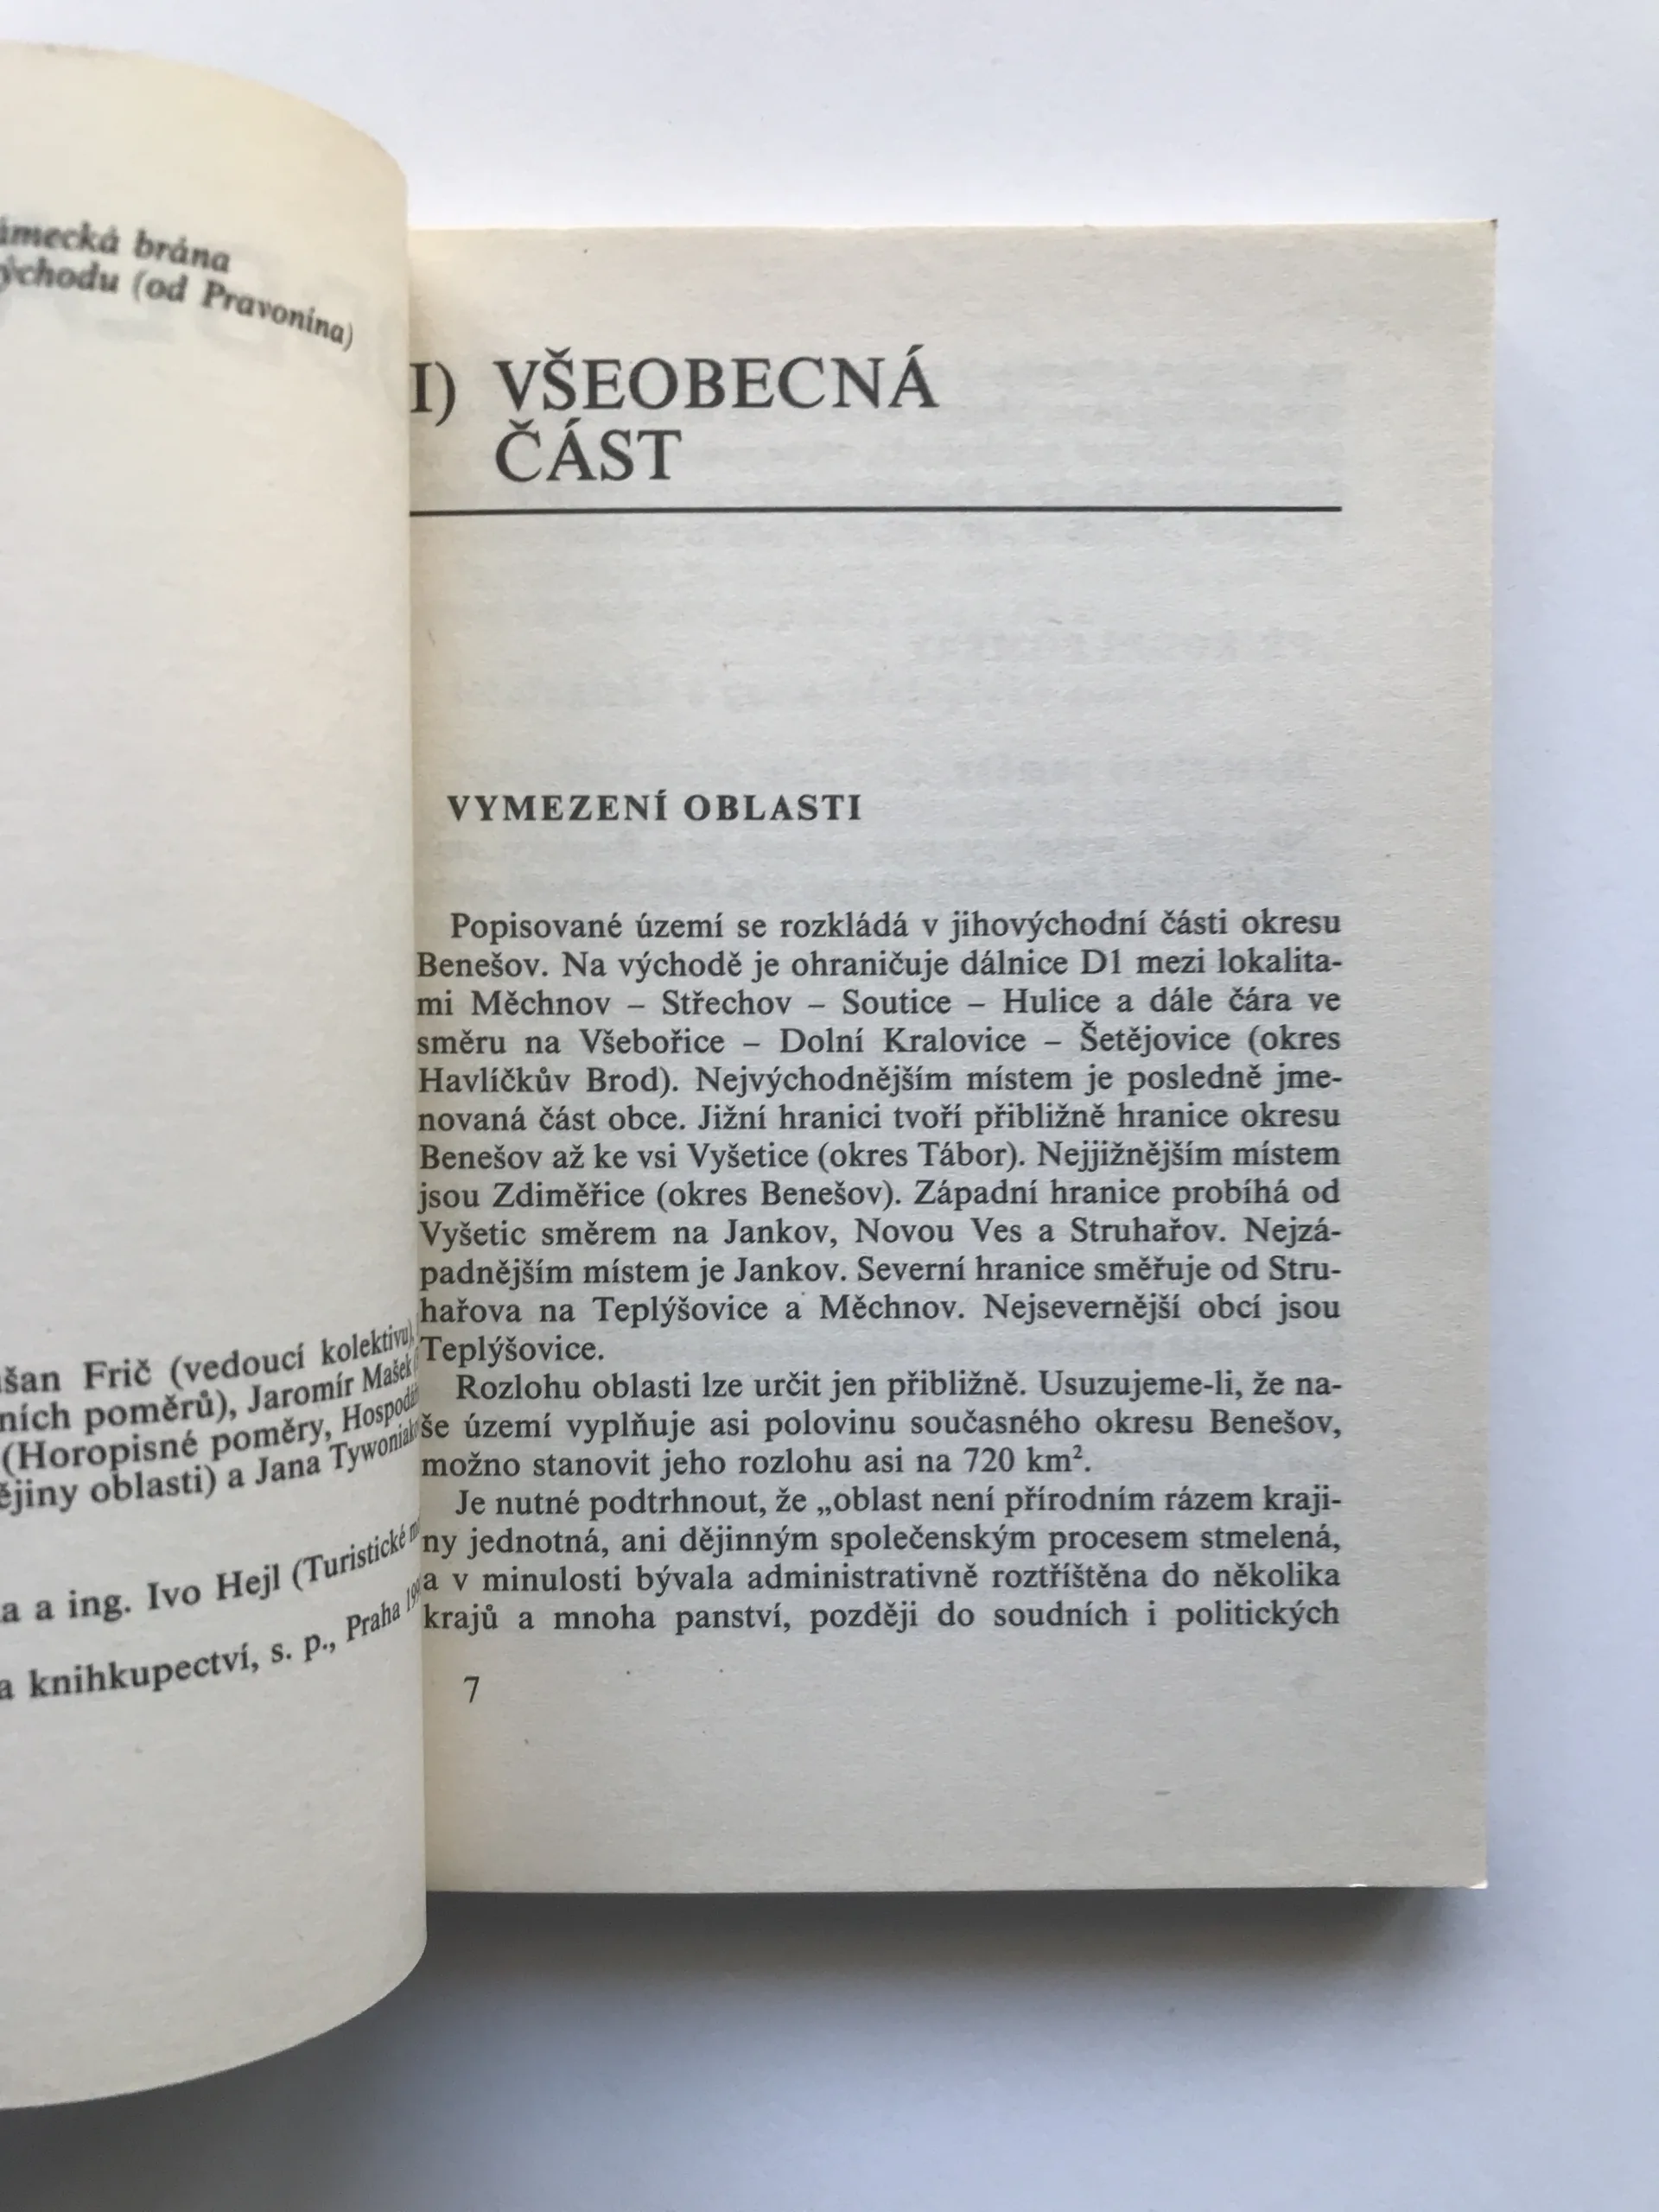 brána
(od Pravonína)
Frič (vedoucí kolektivu),
poměrů), Jaromír Mašek
(Horopisné poměry,
oblasti) a Jana
a ing. Ivo Hejl (Turistické
knihkupectví, s. p., Praha
I) VŠEOBECNÁ
ČÁST
VYMEZENÍ OBLASTI
Popisované území se rozkládá v jihovýchodní části okresu
Benešov. Na východě je ohraničuje dálnice D1 mezi lokalita-
mi Měchnov – Střechov – Soutice – Hulice a dále čára ve
směru na Všebořice – Dolní Kralovice – Šetějovice (okres
Havlíčkův Brod). Nejvýchodnějším místem je posledně jme-
novaná část obce. Jižní hranici tvoří přibližně hranice okresu
Benešov až ke vsi Vyšetice (okres Tábor). Nejjižnějším místem
jsou Zdiměřice (okres Benešov). Západní hranice probíhá od
Vyšetic směrem na Jankov, Novou Ves a Struhařov. Nejzá-
padnějším místem je Jankov. Severní hranice směřuje od Stru-
hařova na Teplýšovice a Měchnov. Nejsevernější obcí jsou
Teplýšovice.
Rozlohu oblasti lze určit jen přibližně. Usuzujeme-li, že na-
še území vyplňuje asi polovinu současného okresu Benešov,
možno stanovit jeho rozlohu asi na 720 km².
Je nutné podtrhnout, že „oblast není přírodním rázem kraji-
ny jednotná, ani dějinným společenským procesem stmelená,
a v minulosti bývala administrativně roztříštěna do několika
krajů a mnoha panství, později do soudních i politických
7